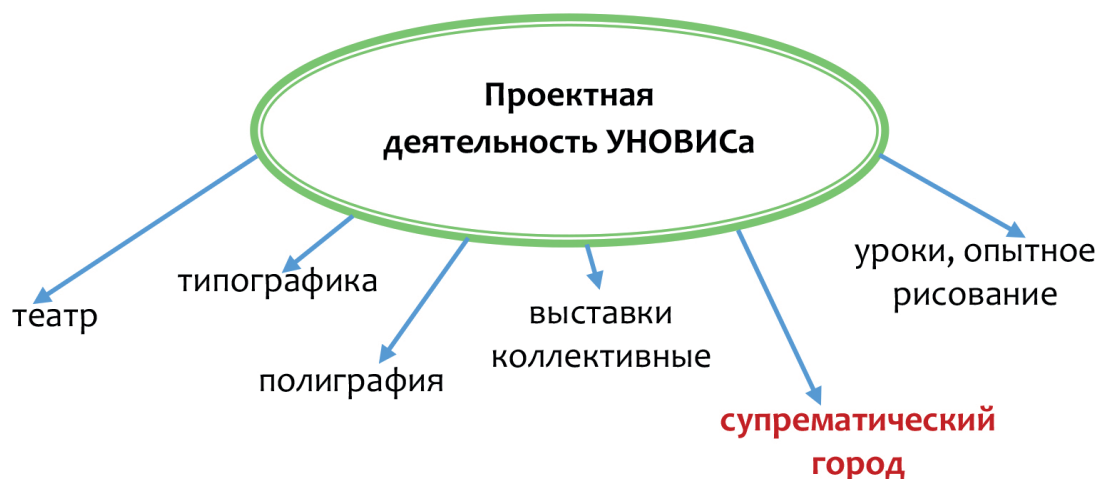 Проектная
деятельность УНОВИСа
театр
типографика
полиграфия
выставки
коллективные
супрематический
город
уроки, опытное
рисование